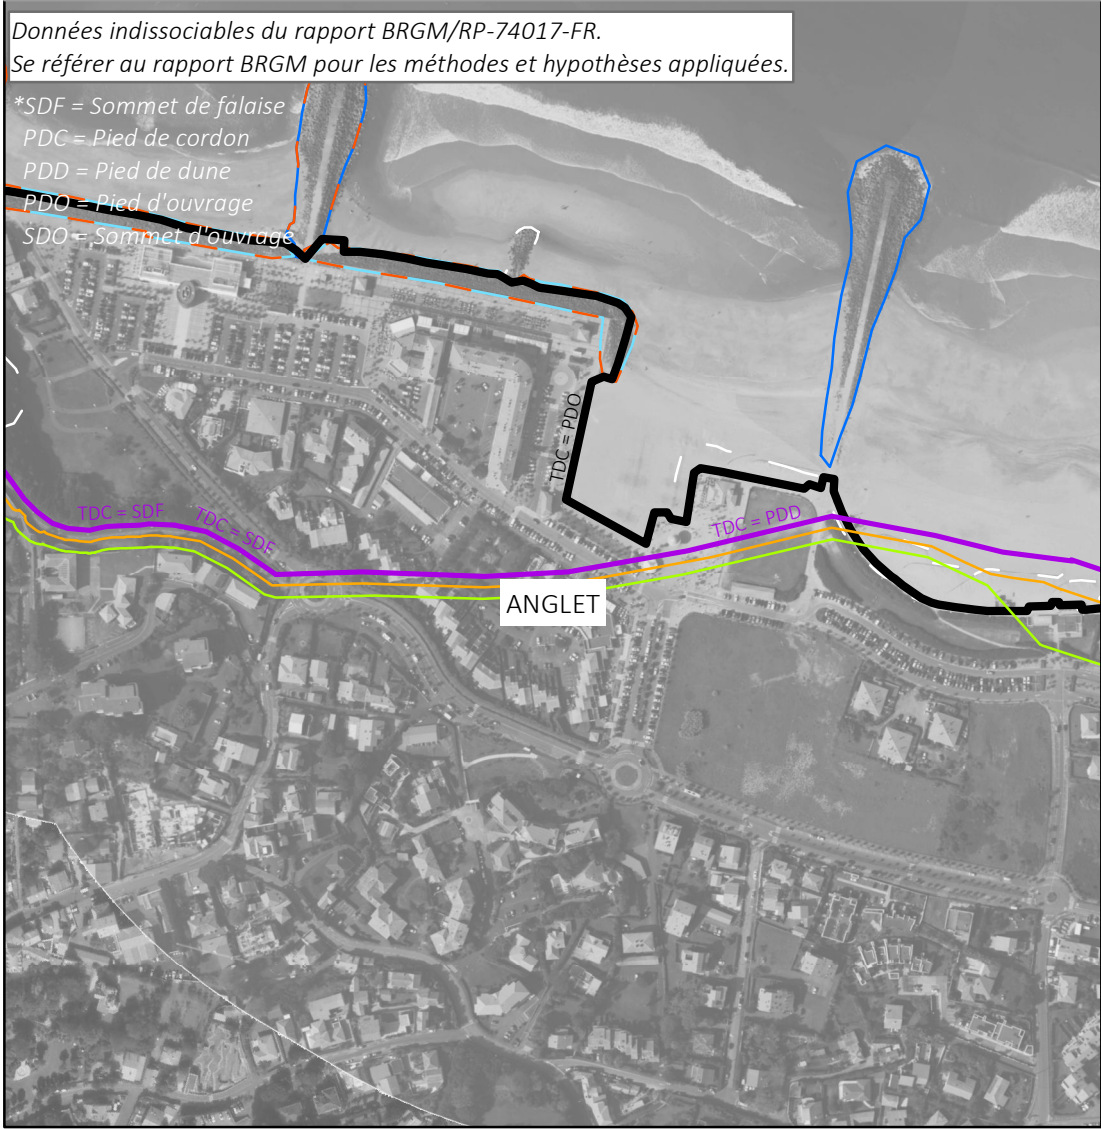 Données indissociables du rapport BRGM/RP-74017-FR.
Se référer au rapport BRGM pour les méthodes et hypothèses appliquées.
*SDF = Sommet de falaise
PDC = Pied de cordon
PDD = Pied de dune
PDO = Pied d'ouvrage
SDO = Sommet d'ouvrage
TDC = PDO
TDC = SDF
TDC = SDF
TDC = PDD
ANGLET